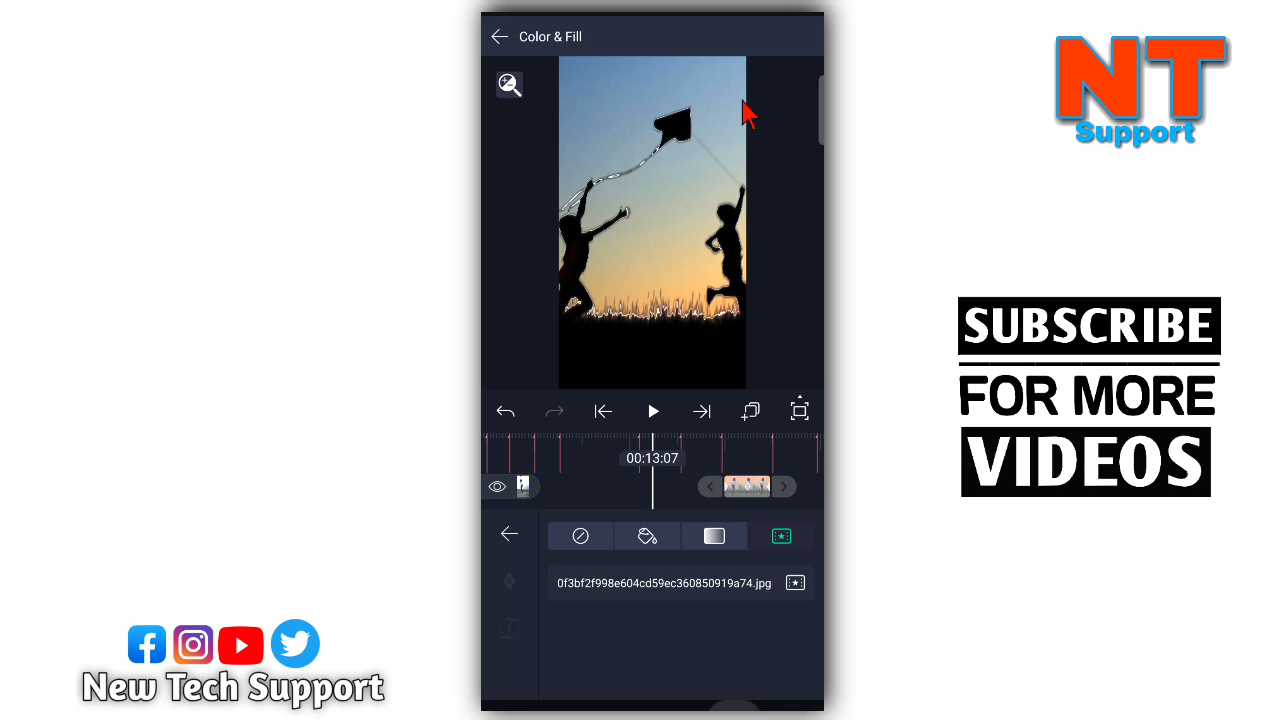 Color & Fill
NT
Support
SUBSCRIBE
FOR MORE
VIDEOS
00:13:07
0f3bf2f998e604cd59ec360850919a74.jpg
New Tech Support